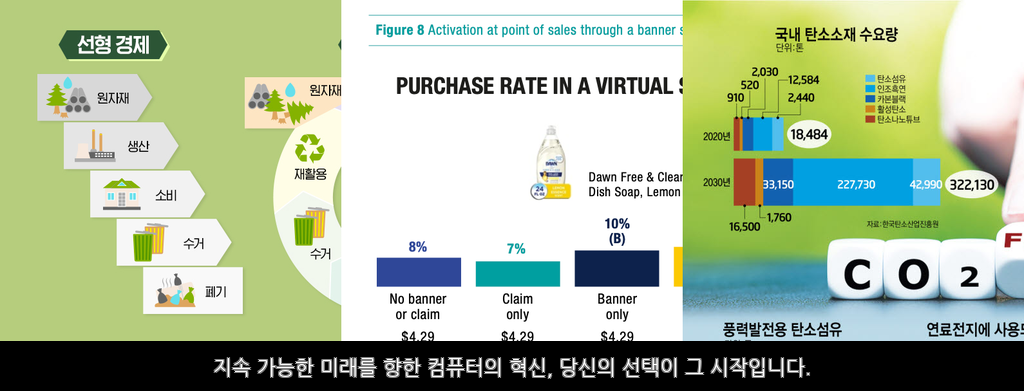 선형 경제
원자재
생산
소비
수거
폐기
원자재
재활용
수거
Figure 8 Activation at point of sales through a banner
PURCHASE RATE IN A VIRTUAL
DAWN
24
FL OZ
Dawn Free & Clear
Dish Soap, Lemon
8%
7%
10%
(B)
No banner
or claim
Claim
only
Banner
only
$4.29
$4.29
$4.29
국내 탄소소재 수요량
단위:톤
2,030
520
12,584
910
2,440
탄소섬유
인조흑연
카본블랙
활성탄소
탄소나노튜브
2020년
18,484
2030년
33,150
227,730
42,990
322,130
16,500
1,760
자료:한국탄소산업진흥원
F
CO2
풍력발전용 탄소섬유
연료전지에
지속 가능한 미래를 향한 컴퓨터의 혁신, 당신의 선택이 그 시작입니다.